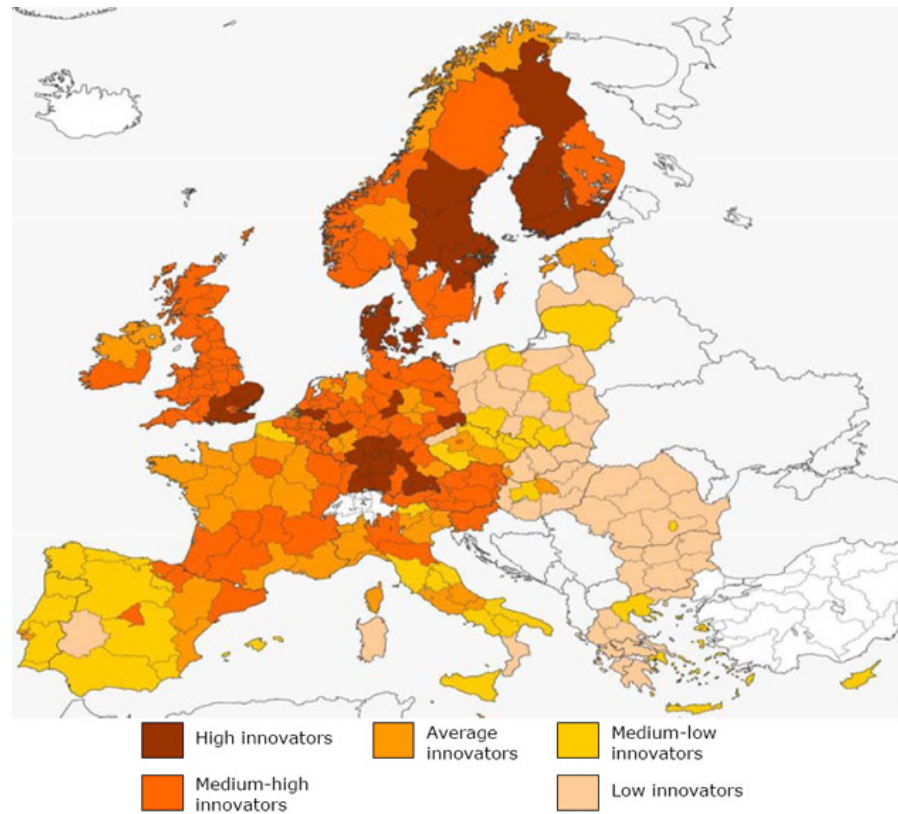 High innovators
Average
innovators
Medium-low
innovators
Medium-high
innovators
Low innovators